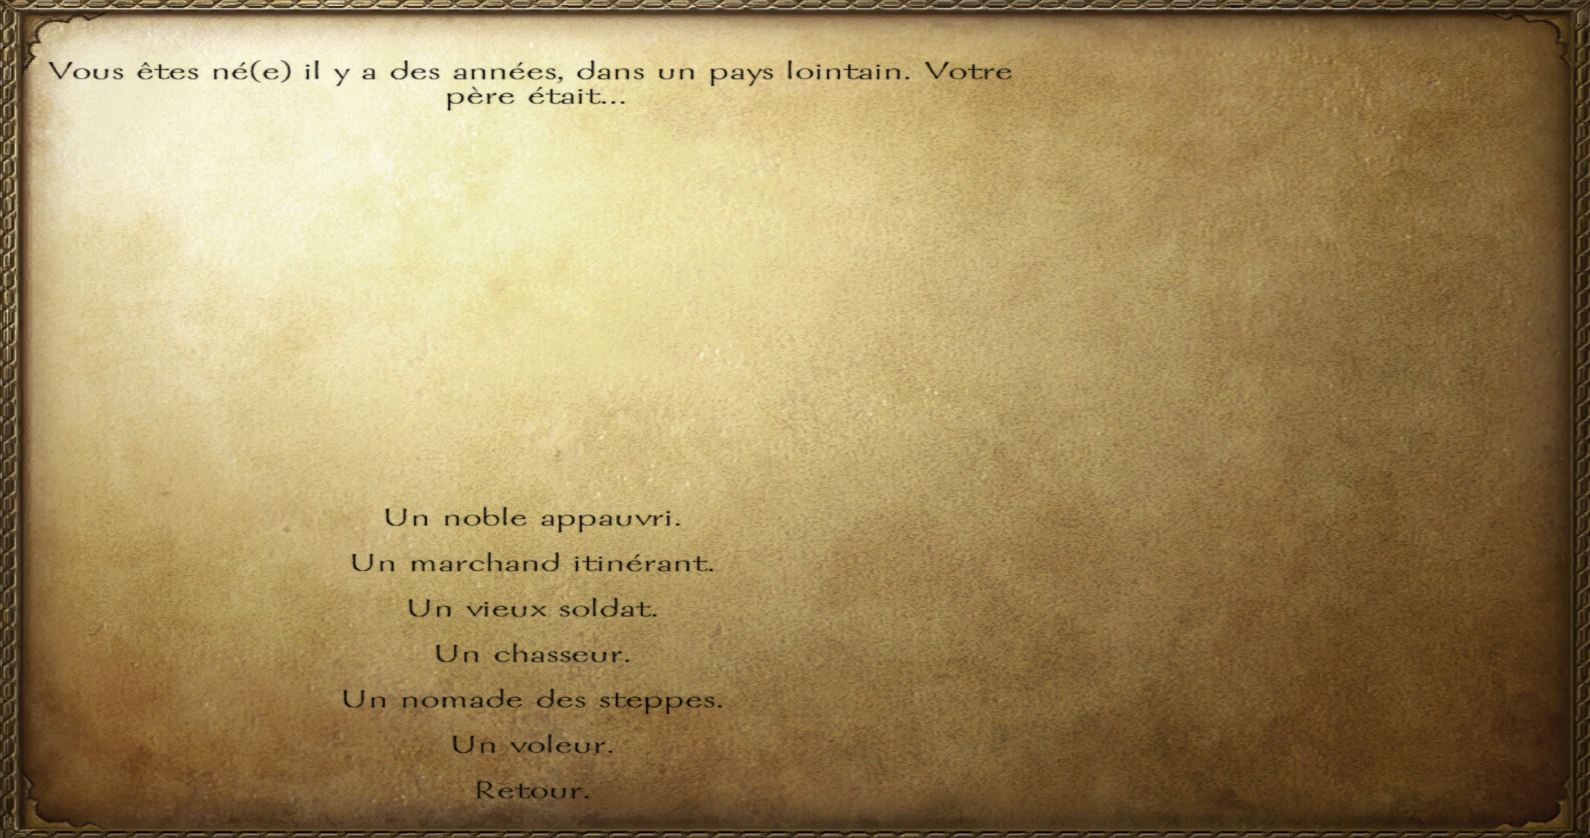 Vous êtes né(e) il y a des années, dans un pays lointain. Votre
père était...
Un noble appauvri.
Un marchand itinérant.
Un vieux soldat.
Un chasseur.
Un nomade des steppes.
Un voleur.
Retour.